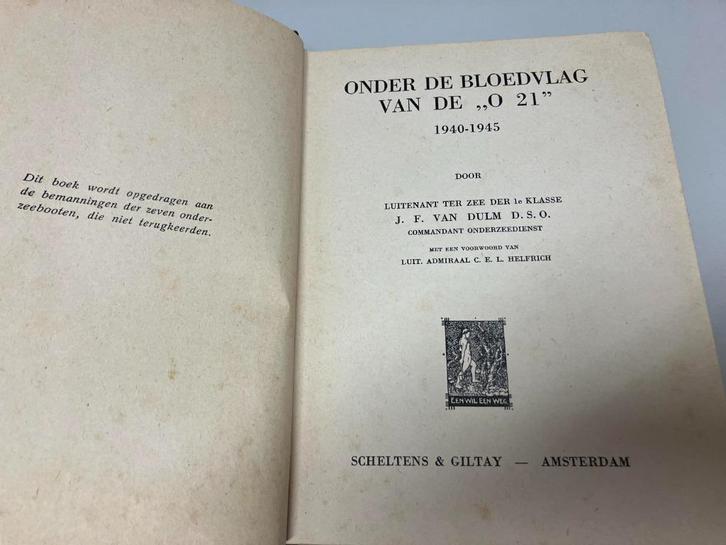 Dit boek wordt opgedragen aan
de bemanningen der zeven onder-
zeebooten, die niet terugkeerden.
ONDER DE BLOEDVLAG
VAN DE „O 21”
1940-1945
DOOR
LUITENANT TER ZEE DER 1e KLASSE
J. F. VAN DULM D.S.O.
COMMANDANT ONDERZEEDIENST
MET EEN VOORWOORD VAN
LUIT. ADMIRAAL C. E. L. HELFRICH
EEN WIL EEN WEG
SCHELTENS & GILTAY — AMSTERDAM